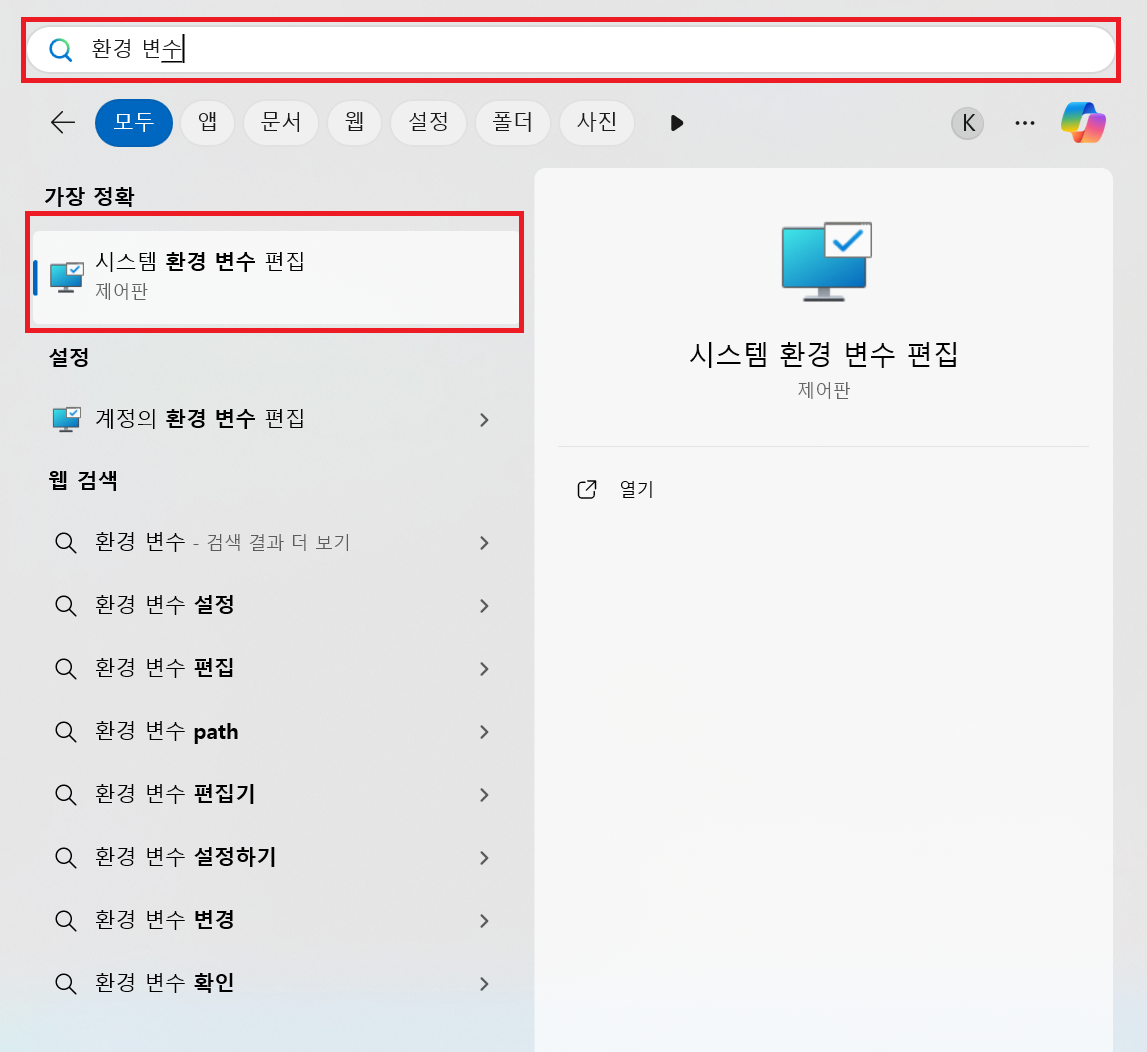 환경 변수
모두 앱 문서 웹 설정 폴더 사진 K
가장 정확
시스템 환경 변수 편집
제어판
설정
계정의 환경 변수 편집
웹 검색
환경 변수 - 검색 결과 더 보기
환경 변수 설정
환경 변수 편집
환경 변수 path
환경 변수 편집기
환경 변수 설정하기
환경 변수 변경
환경 변수 확인
시스템 환경 변수 편집
제어판
열기